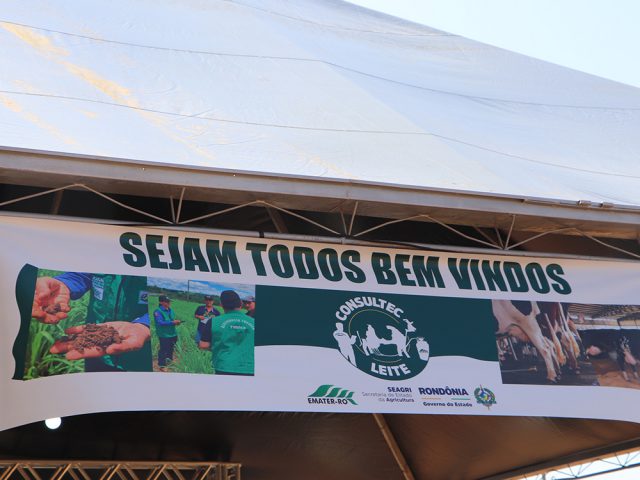 SEJAM TODOS BEM VINDOS
CONSULTEC
LEITE
EMATER-RO
SEAGRI
Secretaria de Estado
da Agricultura
RONDÔNIA
Governo do Estado